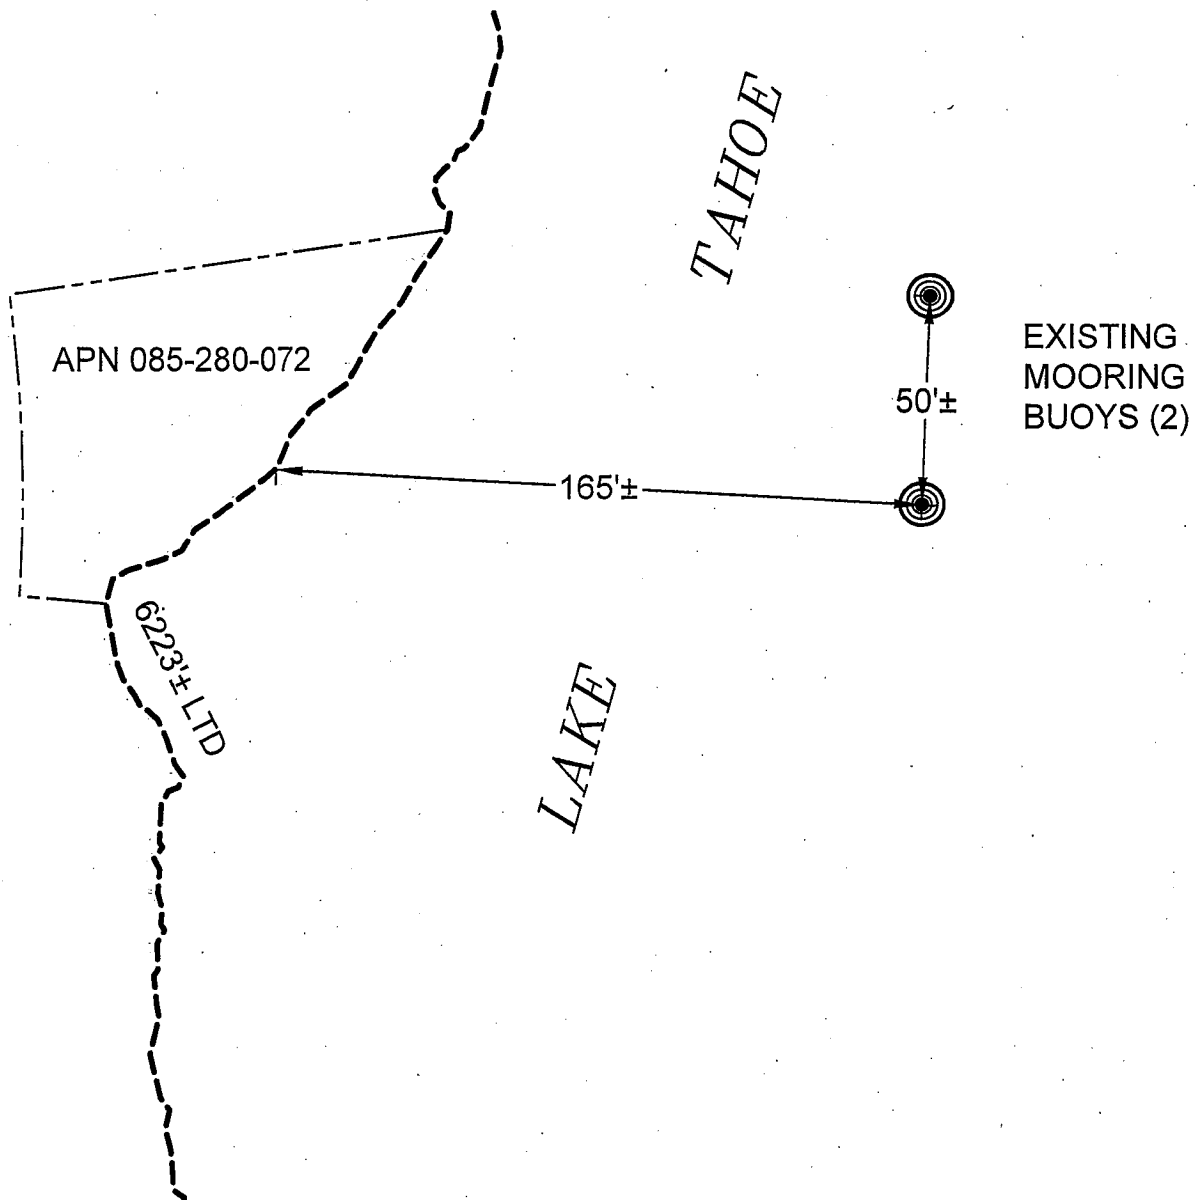 TAHOE
APN 085-280-072
EXISTING
MOORING
BUOYS (2)
50'±
165'±
6223'± LTD
LAKE